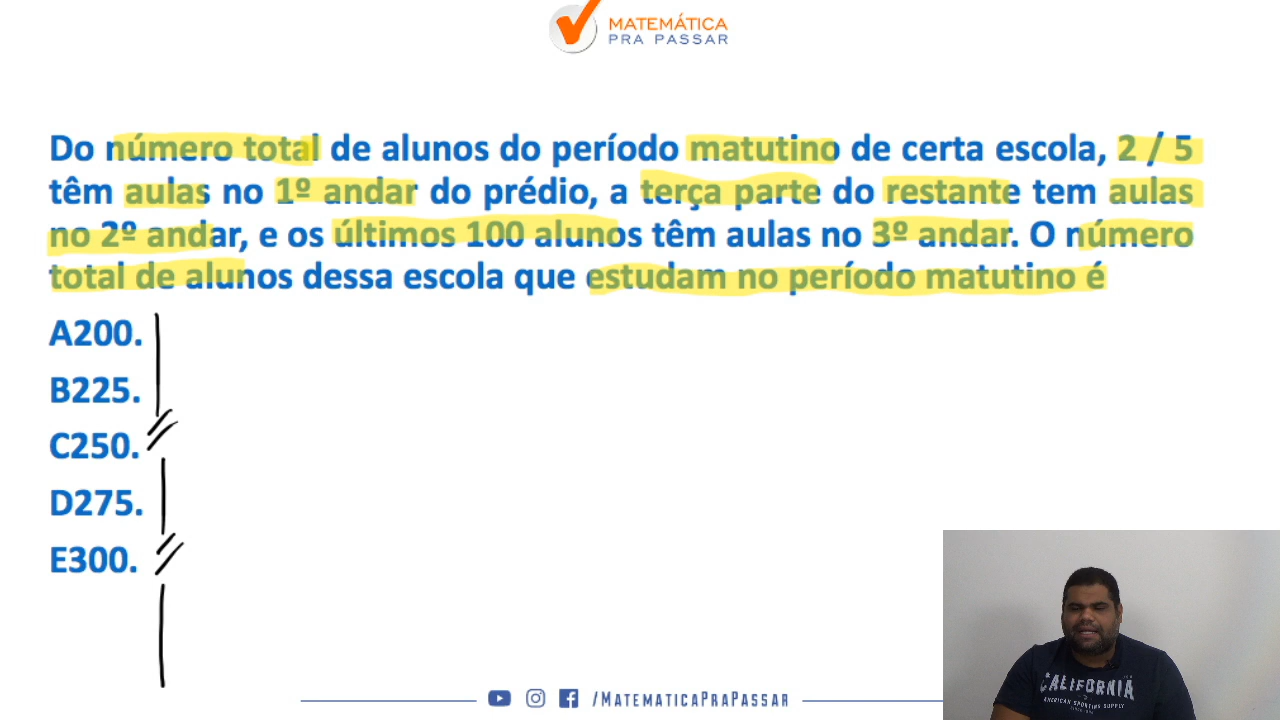 MATEMÁTICA
PRA PASSAR
Do número total de alunos do período matutino de certa escola, 2 / 5
têm aulas no 1º andar do prédio, a terça parte do restante tem aulas
no 2º andar, e os últimos 100 alunos têm aulas no 3º andar. O número
total de alunos dessa escola que estudam no período matutino é
A200.
B225.
C250.
D275.
E300.
CALIFORNIA
AMERICAN SPORTING SUPPLY
/MATEMATICAPRAPASSAR